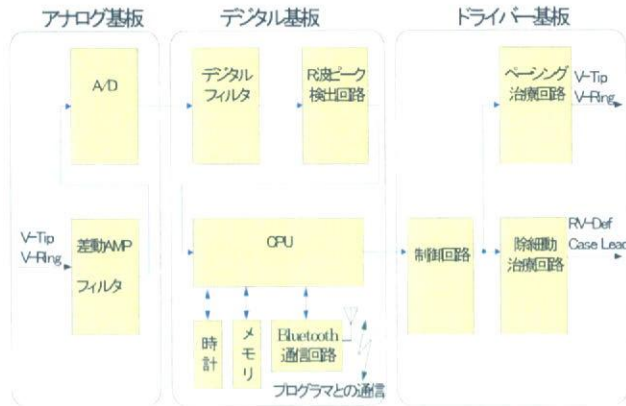 アナログ基板
デジタル基板
ドライバー基板
A/D
デジタル
フィルタ
R波ピーク
検出回路
ペーシング
治療回路
V-Tip
V-Ring
V-Tip
V-Ring
差動AMP
フィルタ
CPU
制御回路
除細動
治療回路
RV-Def
Case Lead
時計
メモリ
Bluetooth
通信回路
プログラマとの通信